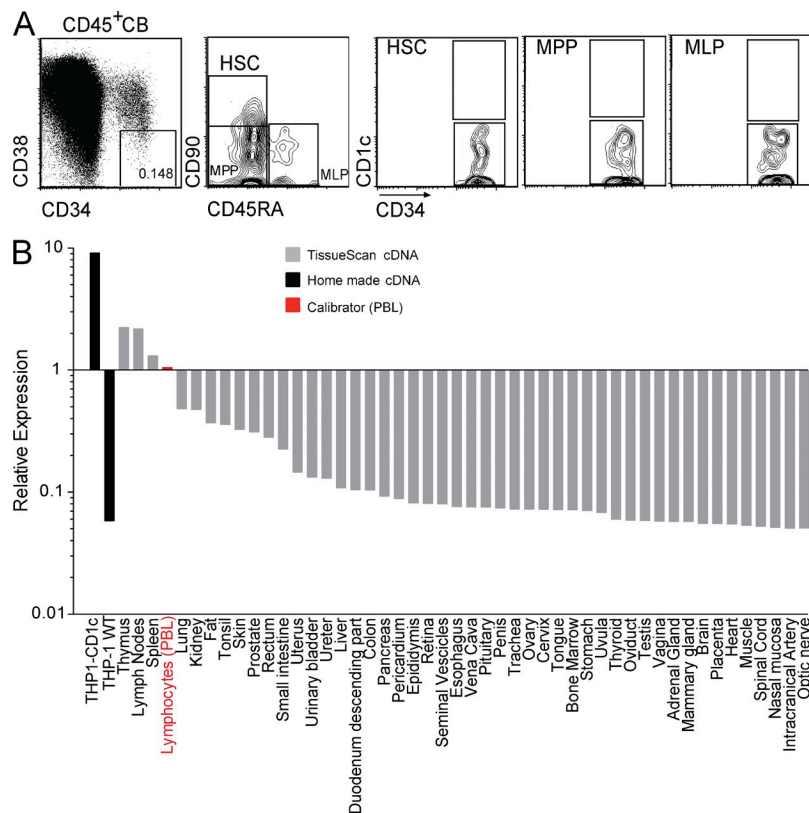 A
CD45+CB
HSC
HSC
MPP
MLP
CD38
0.148
CD90
MPP
MLP
CD1c
CD34
CD45RA
CD34
B
10
1
0.1
0.01
Relative Expression
TissueScan cDNA
Home made cDNA
Calibrator (PBL)
THP1-CD1c
THP-1 WT
Thymus
Lymph Nodes
Spleen
Lymphocytes (PBL)
Lung
Kidney
Fat
Tonsil
Skin
Prostate
Rectum
Small intestine
Uterus
Urinary bladder
Ureter
Liver
Duodenum descending part
Colon
Pancreas
Pericardium
Epididymis
Retina
Seminal Vescicles
Esophagus
Vena Cava
Pituitary
Penis
Trachea
Ovary
Cervix
Tongue
Bone Marrow
Stomach
Uvula
Thyroid
Oviduct
Testis
Vagina
Adrenal Gland
Mammary gland
Brain
Placenta
Heart
Muscle
Spinal Cord
Nasal mucosa
Intracranical Artery
Optic nerve